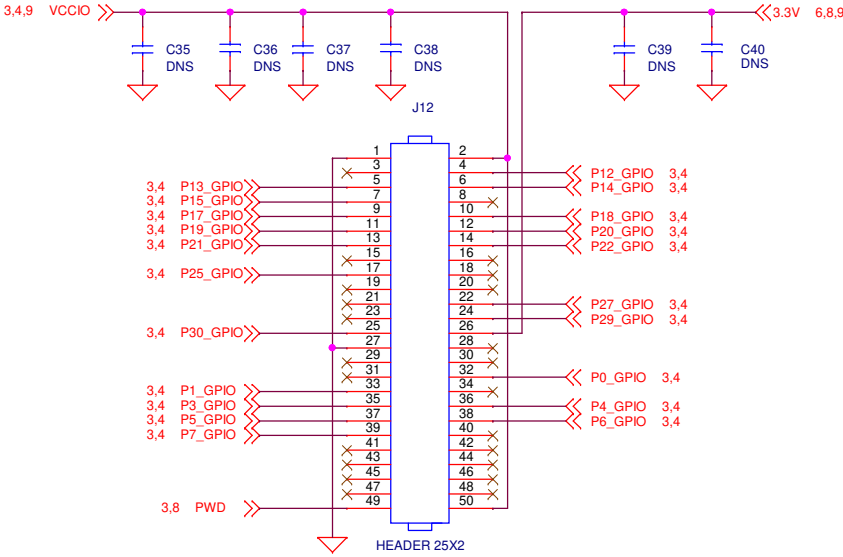 3,4,9 VCCIO
3.3V 6,8,9
C35 DNS
C36 DNS
C37 DNS
C38 DNS
C39 DNS
C40 DNS
J12
1 2
3 4 P12_GPIO 3,4
3,4 P13_GPIO 5 6 P14_GPIO 3,4
3,4 P15_GPIO 7 8
3,4 P17_GPIO 9 10 P18_GPIO 3,4
3,4 P19_GPIO 11 12 P20_GPIO 3,4
3,4 P21_GPIO 13 14 P22_GPIO 3,4
15 16
3,4 P25_GPIO 17 18
19 20
21 22 P27_GPIO 3,4
23 24 P29_GPIO 3,4
3,4 P30_GPIO 25 26
27 28
29 30
31 32 P0_GPIO 3,4
3,4 P1_GPIO 33 34
3,4 P3_GPIO 35 36 P4_GPIO 3,4
3,4 P5_GPIO 37 38 P6_GPIO 3,4
3,4 P7_GPIO 39 40
41 42
43 44
45 46
47 48
3,8 PWD 49 50
HEADER 25X2